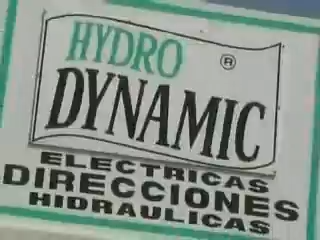 HYDRO ®
DYNAMIC
ELECTRICAS
DIRECCIONES
HIDRAULICAS